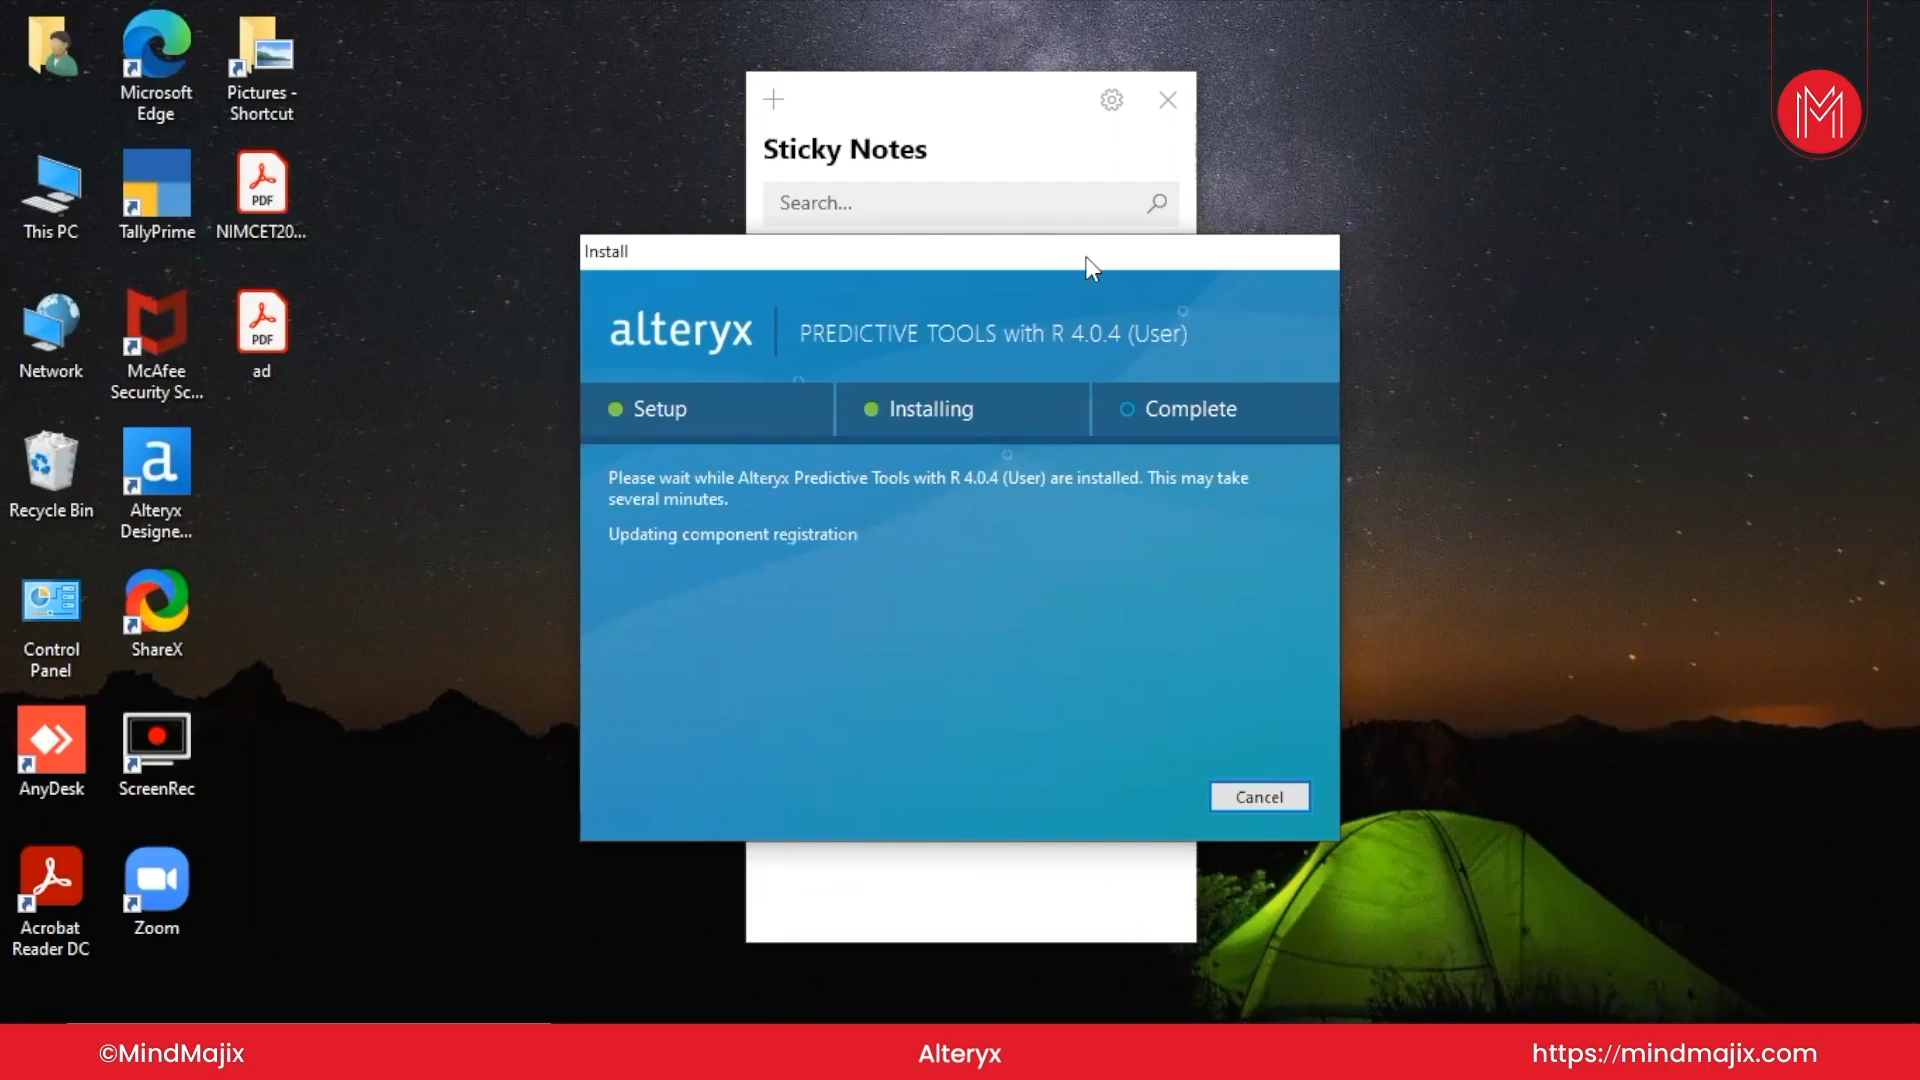 Microsoft
Edge
Pictures -
Shortcut
This PC
TallyPrime
PDF
NIMCET20...
Network
McAfee
Security Sc...
PDF
ad
Recycle Bin
a
Alteryx
Designe...
Control
Panel
ShareX
AnyDesk
ScreenRec
Acrobat
Reader DC
Zoom
Sticky Notes
Search...
Install
alteryx
PREDICTIVE TOOLS with R 4.0.4 (User)
Setup
Installing
Complete
Please wait while Alteryx Predictive Tools with R 4.0.4 (User) are installed. This may take
several minutes.
Updating component registration
Cancel
M
©MindMajix
Alteryx
https://mindmajix.com